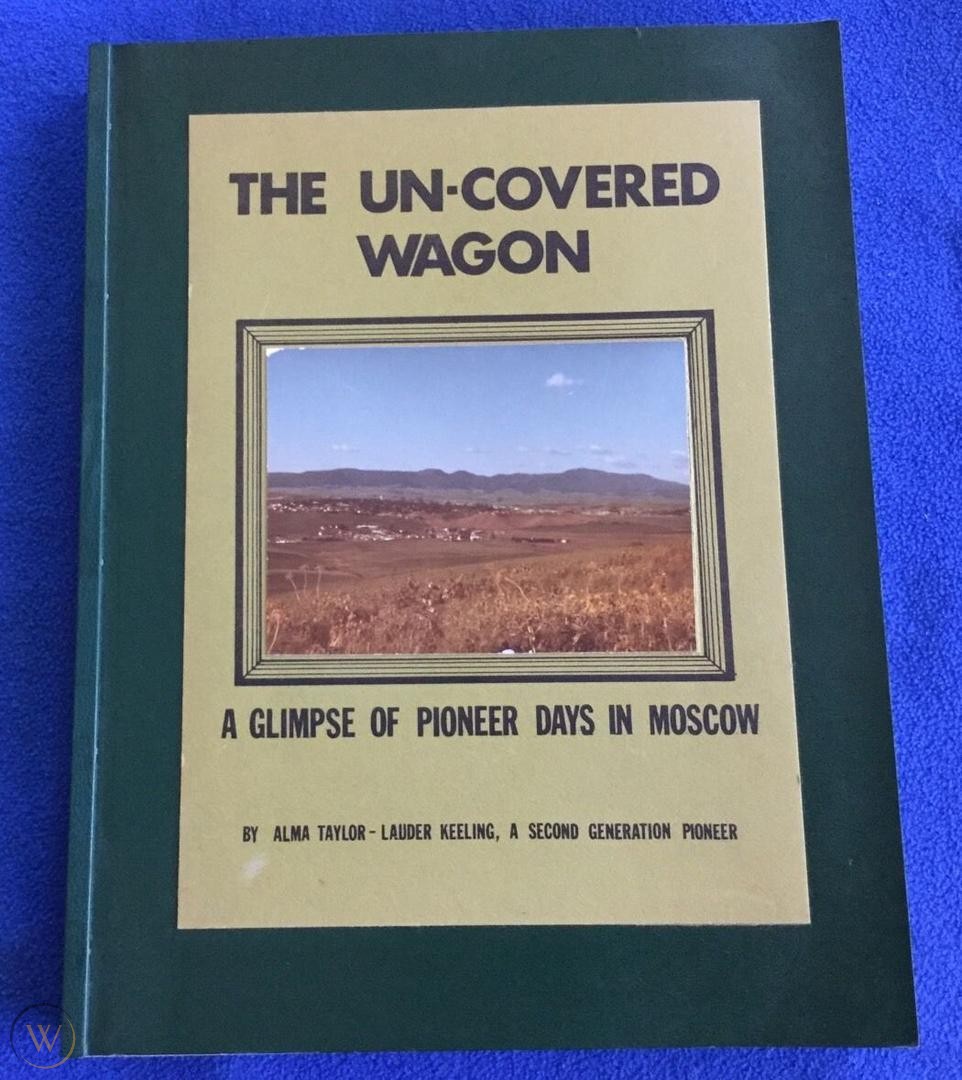 THE UN-COVERED
WAGON
A GLIMPSE OF PIONEER DAYS IN MOSCOW
BY ALMA TAYLOR-LAUDER KEELING, A SECOND GENERATION PIONEER
W